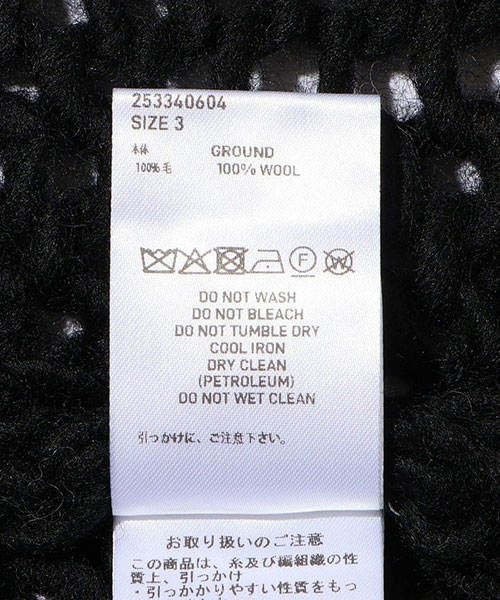 253340604
SIZE 3
本体 GROUND
100%毛 100% WOOL
F W
DO NOT WASH
DO NOT BLEACH
DO NOT TUMBLE DRY
COOL IRON
DRY CLEAN
(PETROLEUM)
DO NOT WET CLEAN
引っかけに、ご注意下さい。
お取り扱いのご注意
この商品は、糸及び編組織の性
質上、引っかけ
・引っかかりやすい性質をもっ